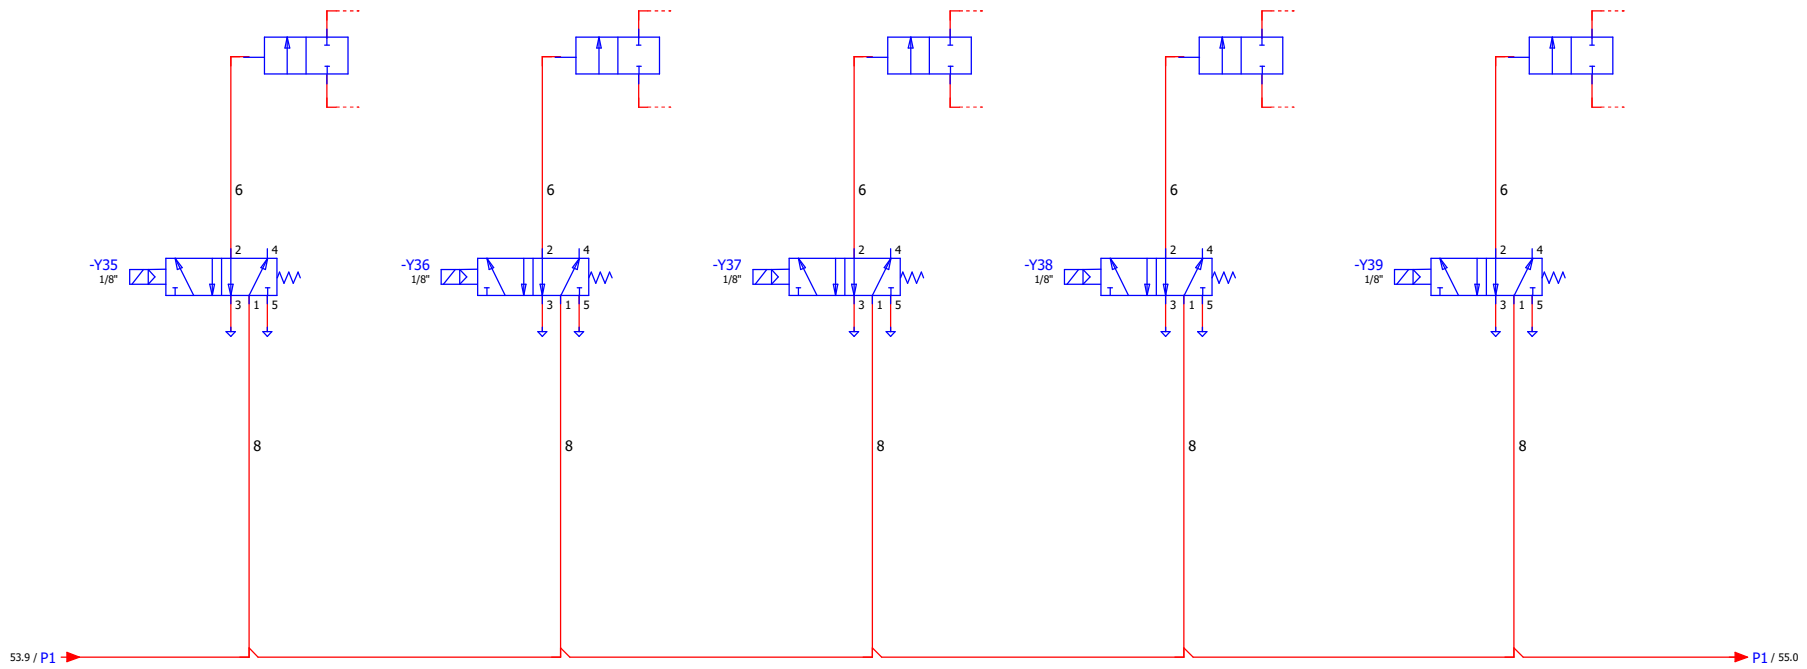 6 6 6 6 6
2 4 2 4 2 4 2 4 2 4
-Y35 -Y36 -Y37 -Y38 -Y39
1/8" 1/8" 1/8" 1/8" 1/8"
3 1 5 3 1 5 3 1 5 3 1 5 3 1 5
8 8 8 8 8
53.9 / P1 P1 / 55.0